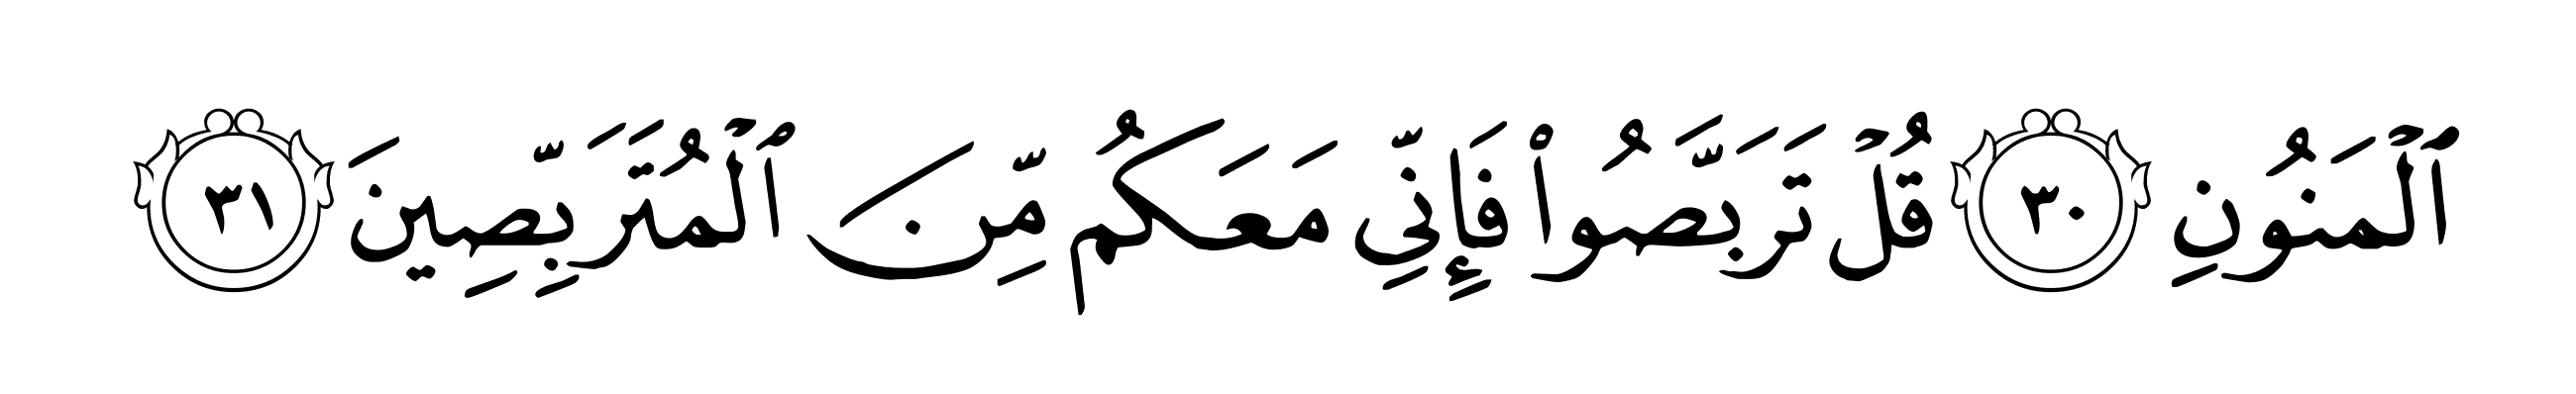 ٱلْمَنُونِ ٣٠ قُلْ تَرَبَّصُوا۟ فَإِنِّي مَعَكُم مِّنَ ٱلْمُتَرَبِّصِينَ ٣١